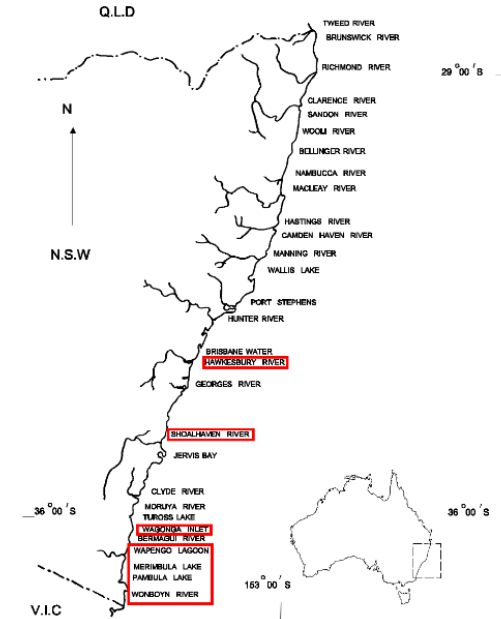 Q.L.D
TWEED RIVER
BRUNSWICK RIVER
RICHMOND RIVER
29°00'S
CLARENCE RIVER
SANDON RIVER
N
WOOLI RIVER
BELLINGER RIVER
NAMBUCCA RIVER
MACLEAY RIVER
HASTINGS RIVER
CAMDEN HAVEN RIVER
N.S.W
MANNING RIVER
WALLIS LAKE
PORT STEPHENS
HUNTER RIVER
BRISBANE WATER
HAWKESBURY RIVER
GEORGES RIVER
SHOALHAVEN RIVER
JERVIS BAY
CLYDE RIVER
MORUYA RIVER
36°00'S
36°00'S
TUROSS LAKE
WAGONGA INLET
BERMAGUI RIVER
WAPENGO LAGOON
MERIMBULA LAKE
PAMBULA LAKE
153°00'S
WONBOYN RIVER
V.I.C